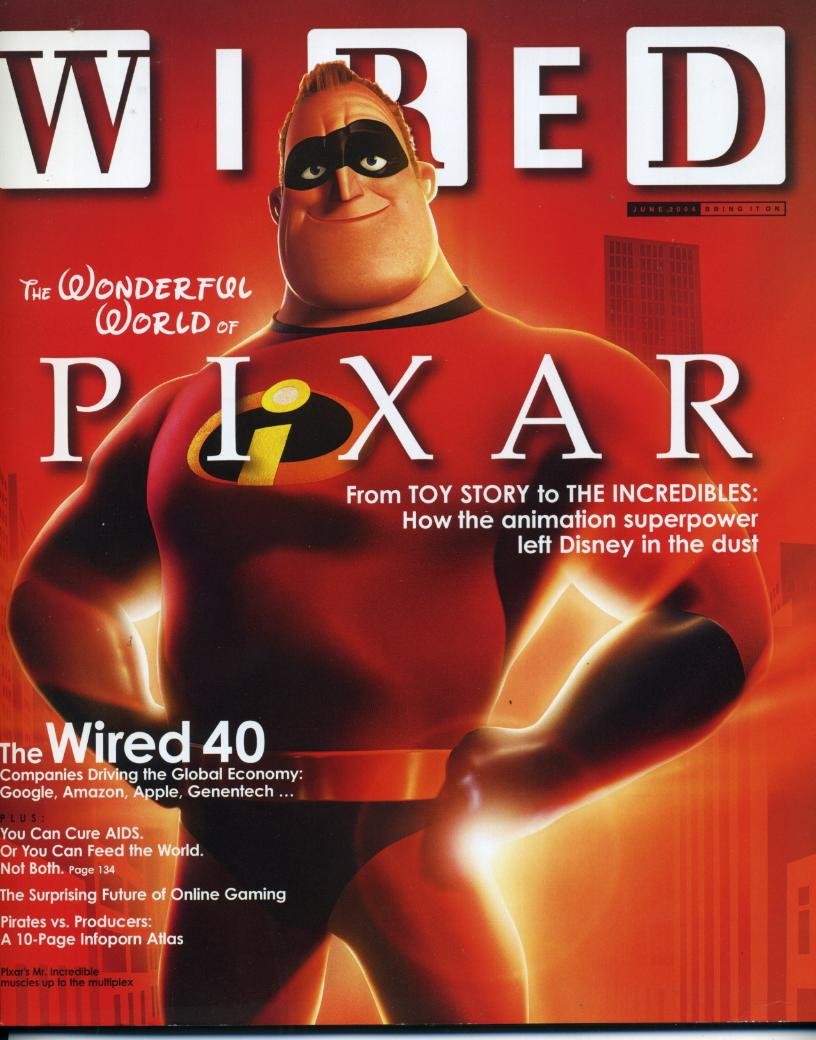 WIRED
JUNE 2004 BRING IT ON
THE WONDERFUL
WORLD OF
PIXAR
From TOY STORY to THE INCREDIBLES:
How the animation superpower
left Disney in the dust
The Wired 40
Companies Driving the Global Economy:
Google, Amazon, Apple, Genentech ...
PLUS:
You Can Cure AIDS.
Or You Can Feed the World.
Not Both. Page 134
The Surprising Future of Online Gaming
Pirates vs. Producers:
A 10-Page Infoporn Atlas
Pixar's Mr. Incredible
muscles up to the multiplex